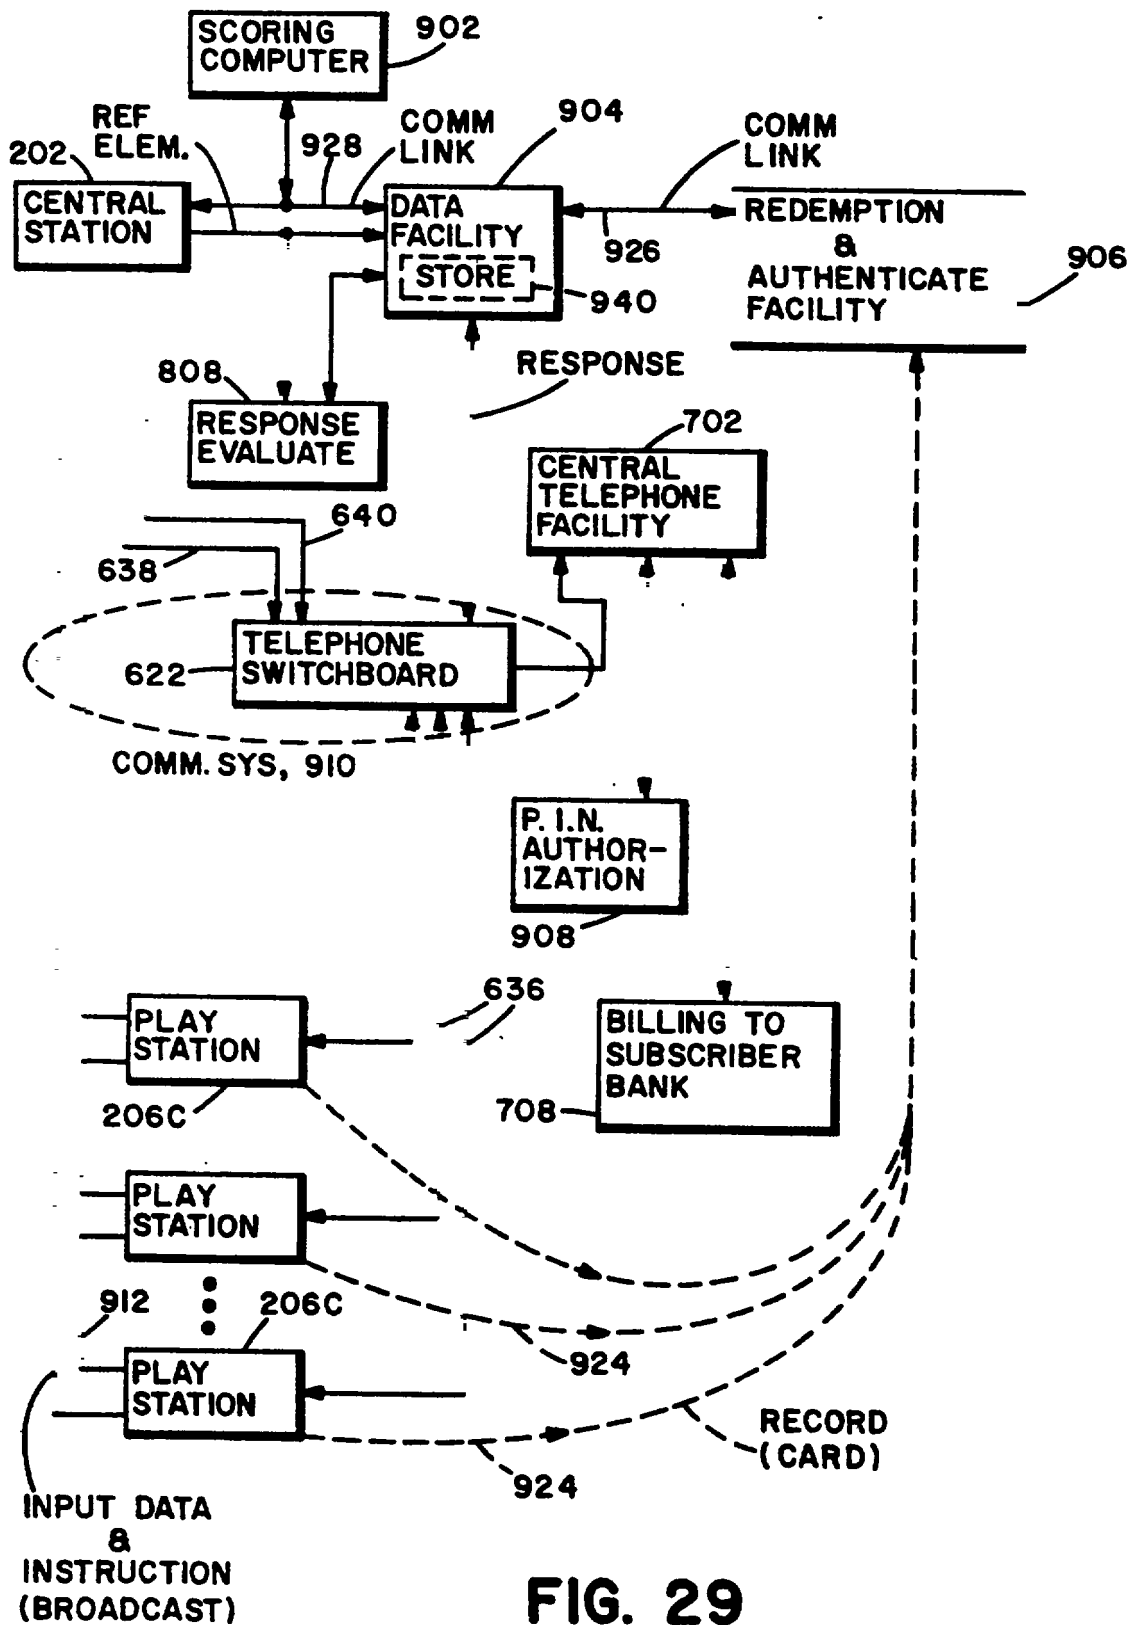 SCORING
COMPUTER
902
REF
ELEM.
928
COMM
LINK
904
COMM
LINK
202
CENTRAL
STATION
DATA
FACILITY
STORE
940
926
REDEMPTION
&
AUTHENTICATE
FACILITY
906
RESPONSE
808
RESPONSE
EVALUATE
702
CENTRAL
TELEPHONE
FACILITY
640
638
TELEPHONE
SWITCHBOARD
622
COMM. SYS, 910
P. I.N.
AUTHOR-
IZATION
908
636
PLAY
STATION
206C
BILLING TO
SUBSCRIBER
BANK
708
PLAY
STATION
912
206C
924
PLAY
STATION
924
RECORD
(CARD)
INPUT DATA
&
INSTRUCTION
(BROADCAST)
FIG. 29